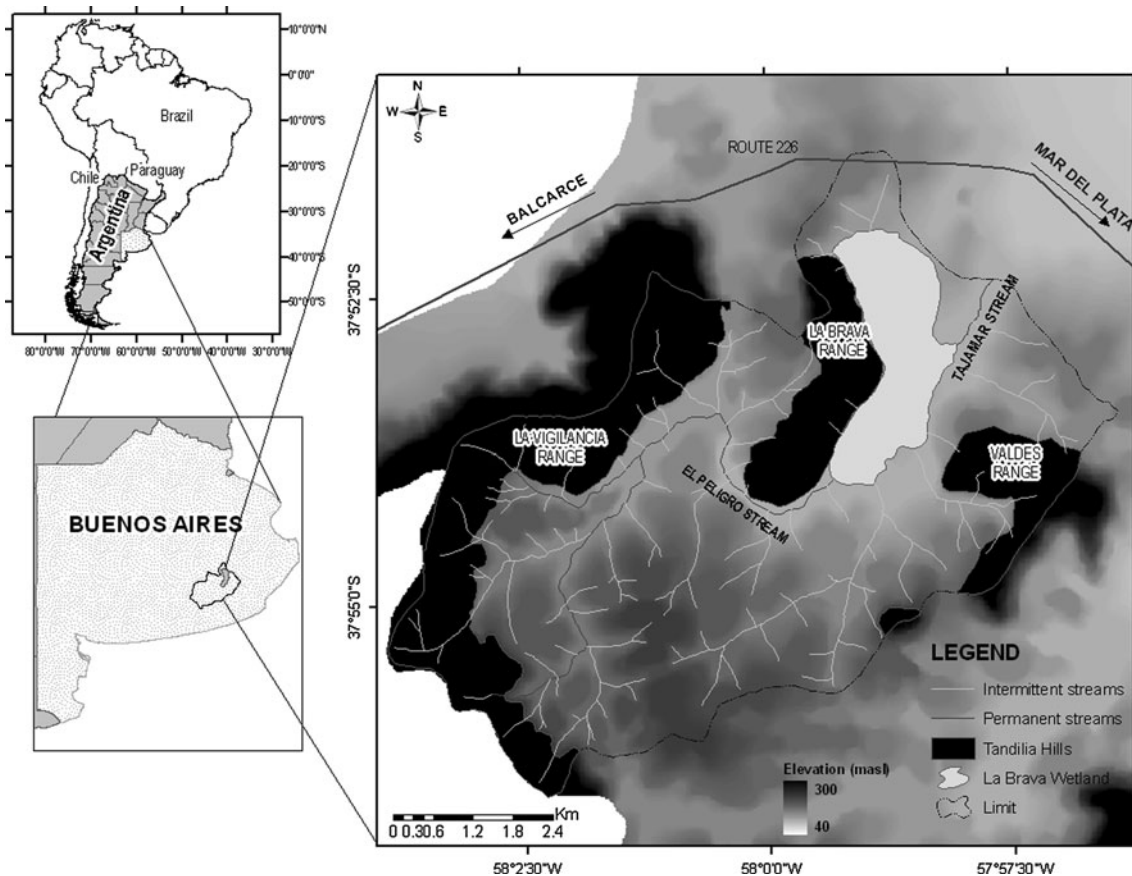 10°0'0"N
0°0'0"
10°0'0"S
20°0'0"S
30°0'0"S
40°0'0"S
50°0'0"S
80°0'0"W 70°0'0"W 60°0'0"W 50°0'0"W 40°0'0"W 30°0'0"W
Brazil
Paraguay
Chile
Argentina
BUENOS AIRES
N
W E
S
ROUTE 226
BALCARCE
MAR DEL PLATA
37°52'30"S
37°55'0"S
LA BRAVA
RANGE
TAJAMAR STREAM
LA VIGILANCIA
RANGE
VALDES
RANGE
EL PELIGRO STREAM
LEGEND
Intermittent streams
Permanent streams
Tandilia Hills
La Brava Wetland
Limit
Elevation (masl)
300
40
Km
0 0.30.6 1.2 1.8 2.4
58°2'30"W
58°0'0"W
57°57'30"W